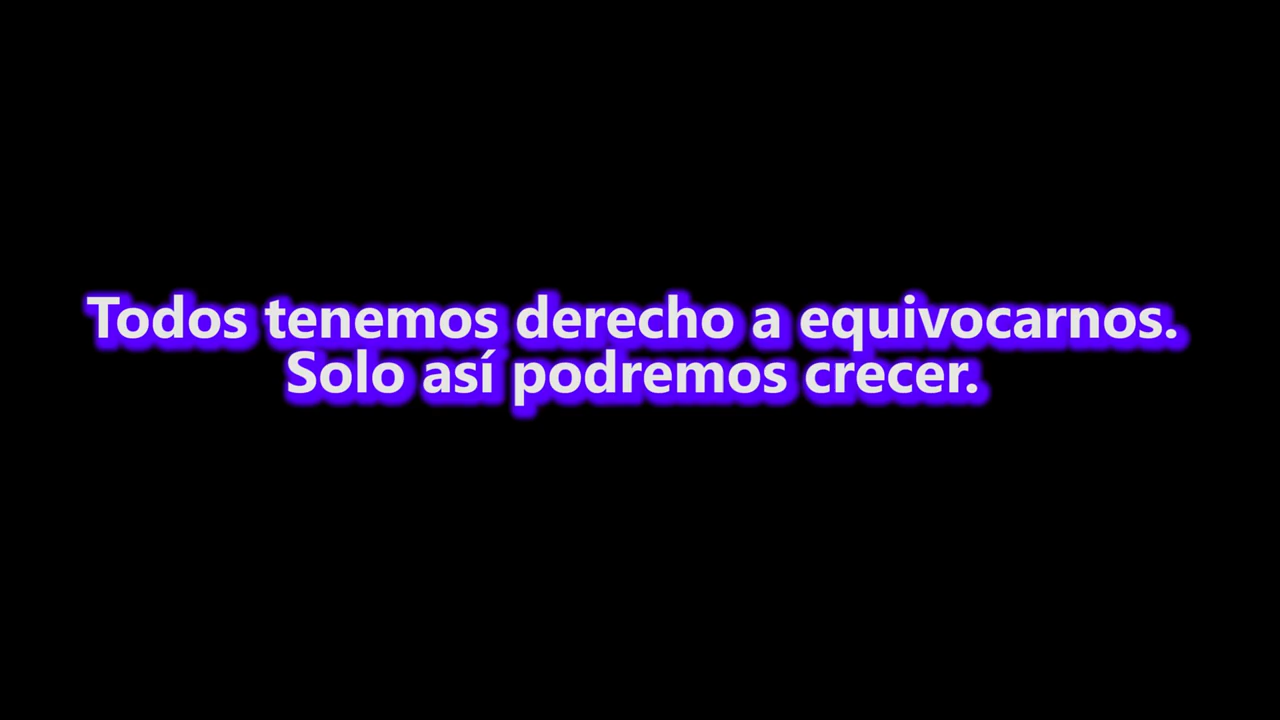 Todos tenemos derecho a equivocarnos.
Solo así podremos crecer.